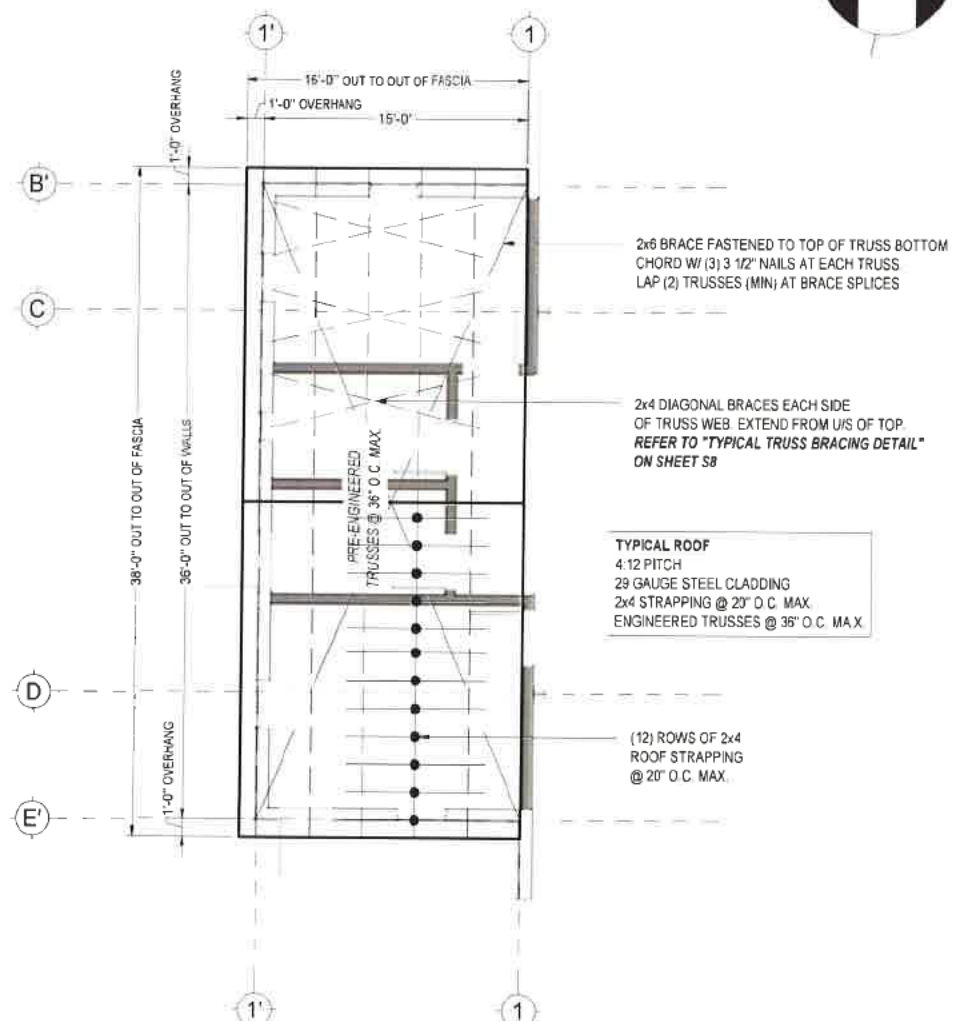 1'
1
16'-0" OUT TO OUT OF FASCIA
1'-0" OVERHANG
15'-0'
1'-0" OVERHANG
B'
2x6 BRACE FASTENED TO TOP OF TRUSS BOTTOM
CHORD W/ (3) 3 1/2" NAILS AT EACH TRUSS
LAP (2) TRUSSES (MIN) AT BRACE SPLICES
C
2x4 DIAGONAL BRACES EACH SIDE
OF TRUSS WEB. EXTEND FROM U/S OF TOP.
REFER TO "TYPICAL TRUSS BRACING DETAIL"
ON SHEET S8
38'-0" OUT TO OUT OF FASCIA
36'-0" OUT TO OUT OF WALLS
PRE-ENGINEERED
TRUSSES @ 36" O.C. MAX.
TYPICAL ROOF
4:12 PITCH
29 GAUGE STEEL CLADDING
2x4 STRAPPING @ 20" O.C. MAX.
ENGINEERED TRUSSES @ 36" O.C. MAX.
D
(12) ROWS OF 2x4
ROOF STRAPPING
@ 20" O.C. MAX.
1'-0" OVERHANG
E'
1'
1